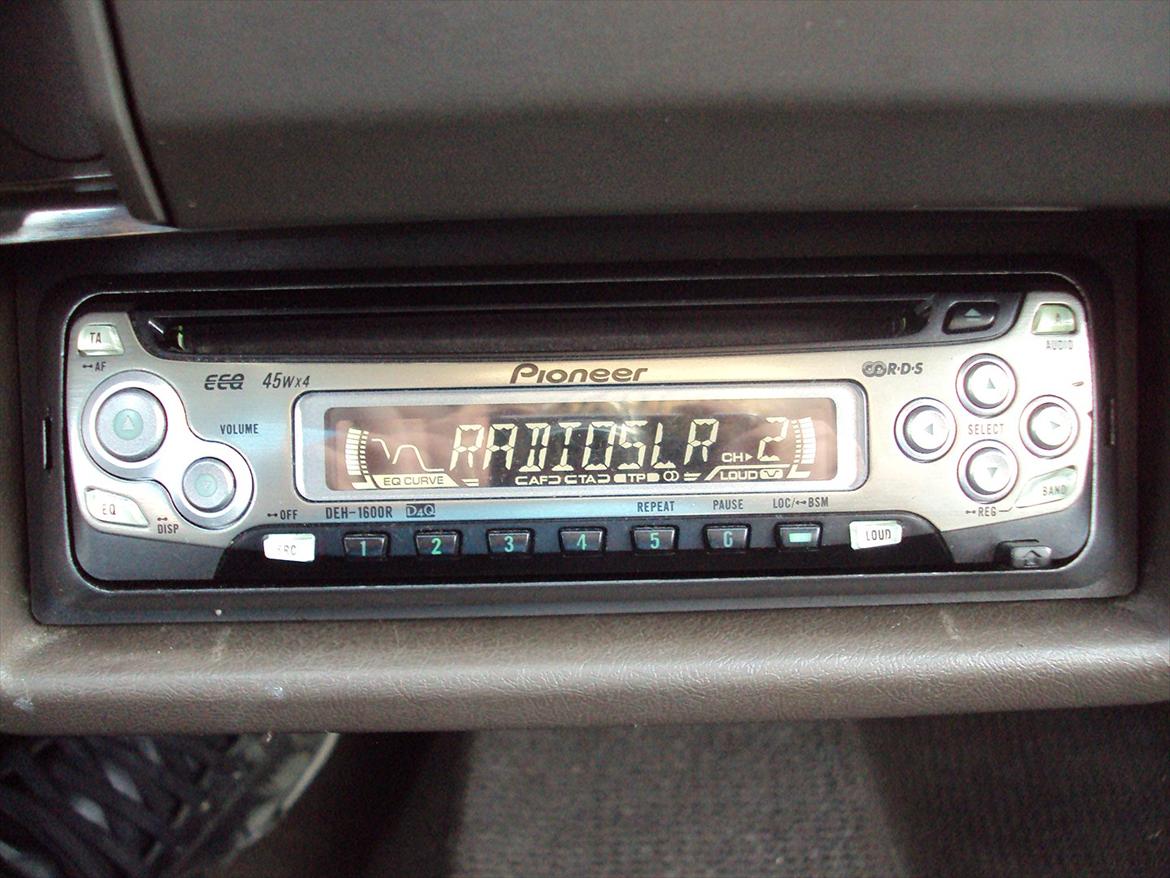 TA
AF
EEQ 45Wx4
Pioneer
R·D·S
AUDIO
VOLUME
RADIOSLR CH 2
EQ CURVE AF TA TP LOUD
SELECT
EQ
DISP
OFF DEH-1600R D4Q
REPEAT PAUSE LOC/BSM
BAND
REG
SRC 1 2 3 4 5 6 LOUD